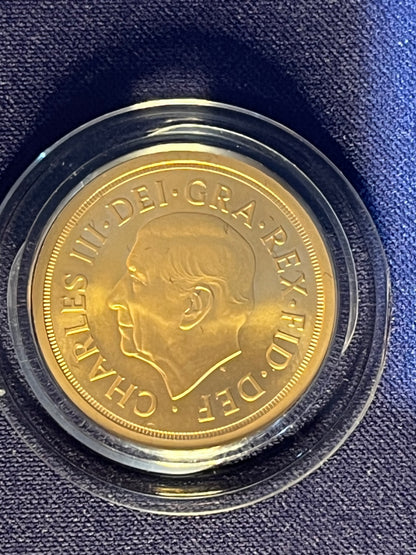 · CHARLES III · DEI · GRA · REX · FID · DEF ·